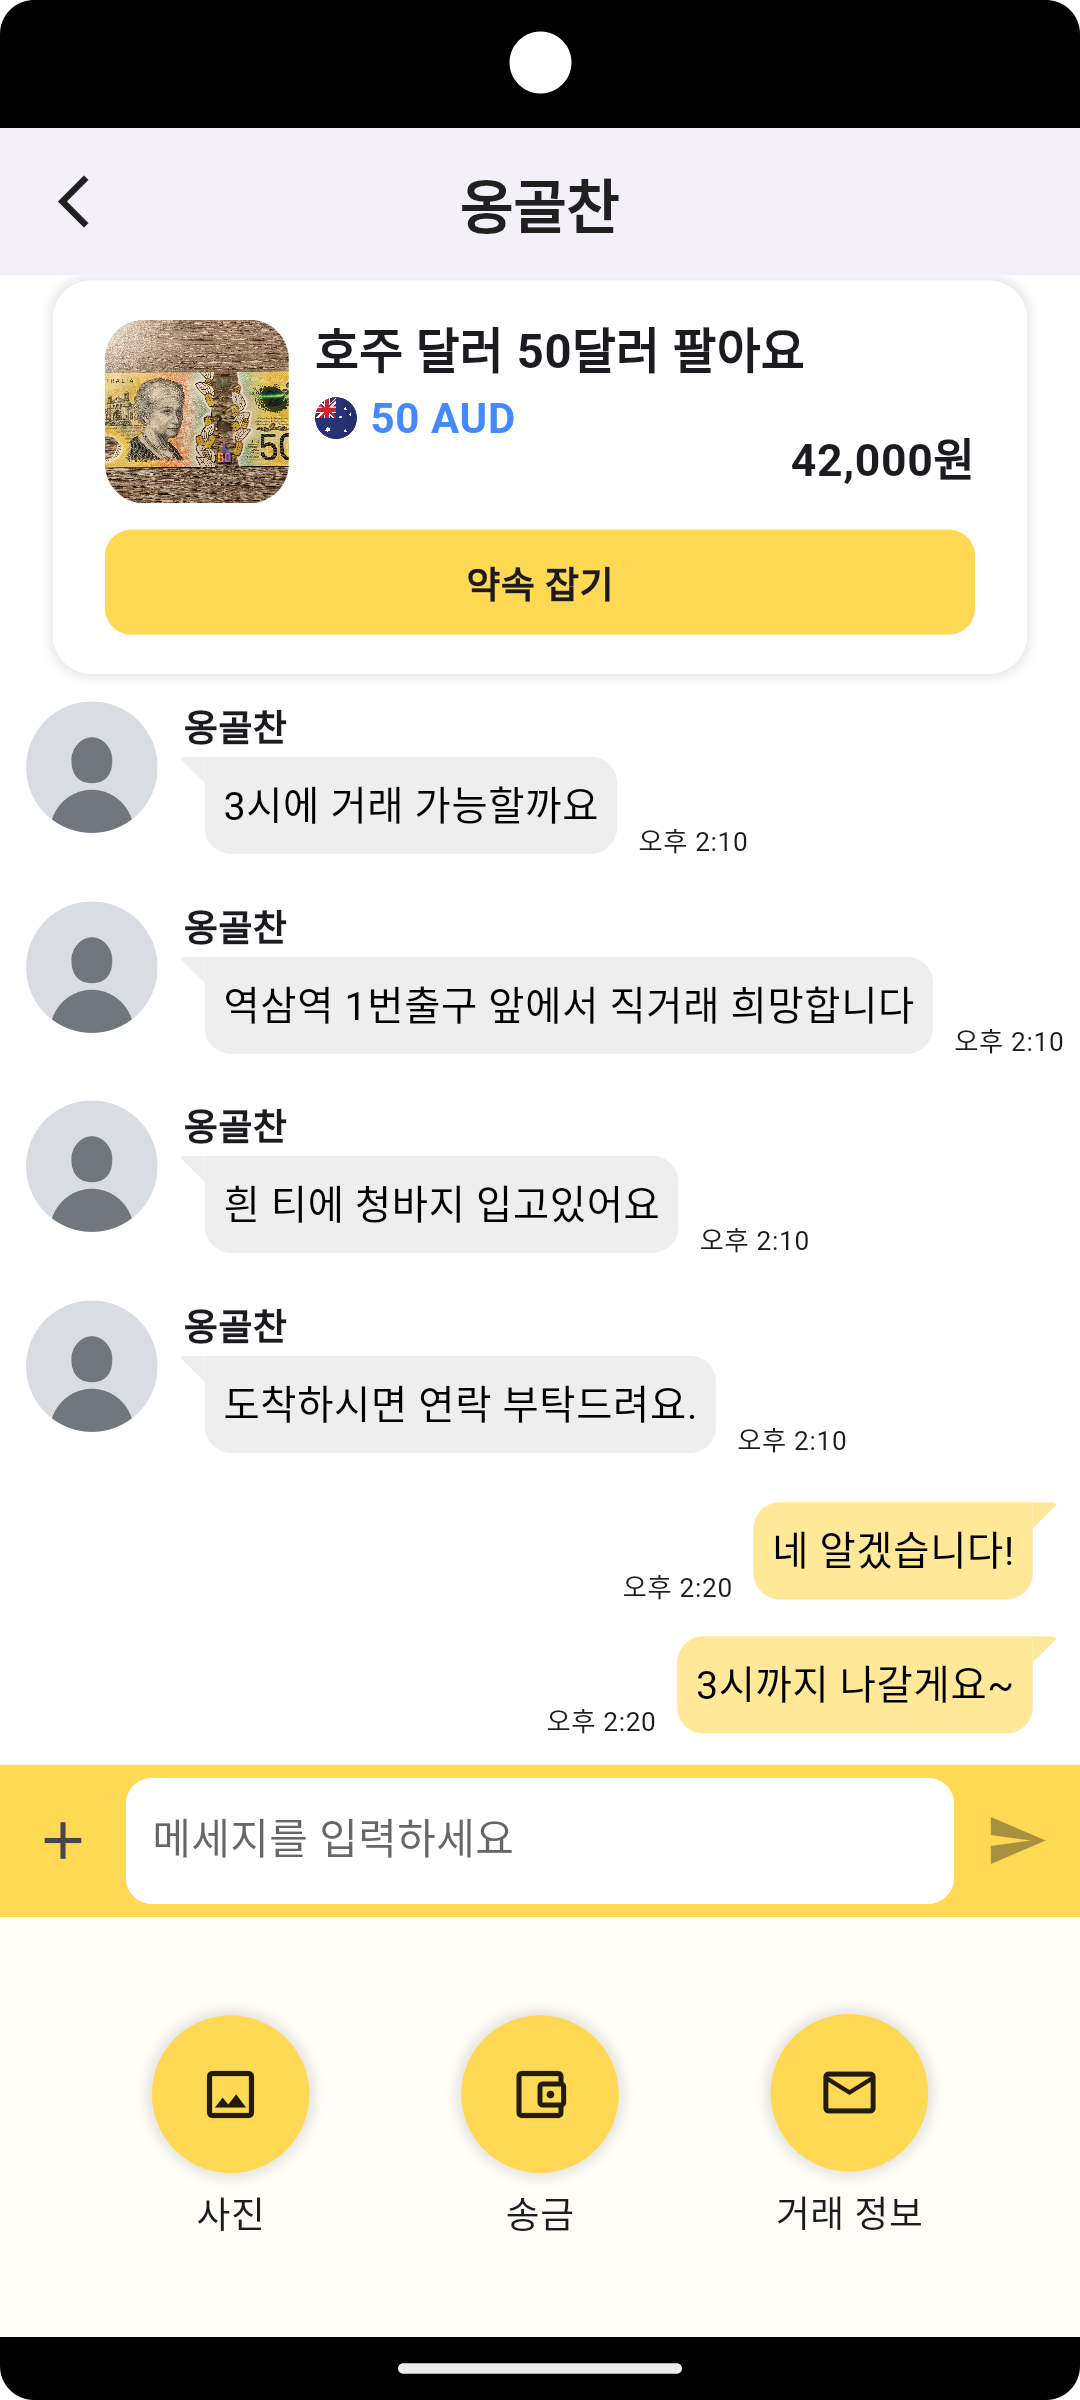 옹골찬
호주 달러 50달러 팔아요
50 AUD
42,000원
약속 잡기
옹골찬
3시에 거래 가능할까요
오후 2:10
옹골찬
역삼역 1번출구 앞에서 직거래 희망합니다
오후 2:10
옹골찬
흰 티에 청바지 입고있어요
오후 2:10
옹골찬
도착하시면 연락 부탁드려요.
오후 2:10
네 알겠습니다!
오후 2:20
3시까지 나갈게요~
오후 2:20
메세지를 입력하세요
사진
송금
거래 정보